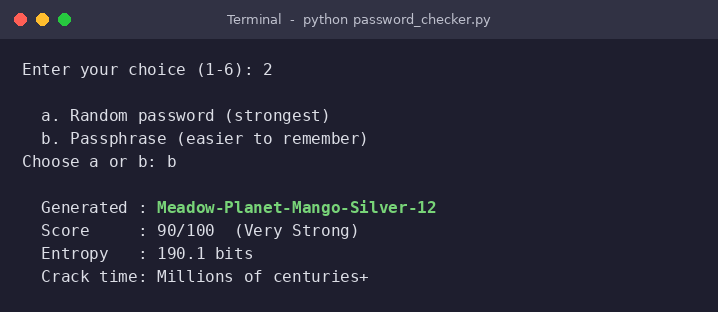 Terminal - python password_checker.py
Enter your choice (1-6): 2
a. Random password (strongest)
b. Passphrase (easier to remember)
Choose a or b: b
Generated : Meadow-Planet-Mango-Silver-12
Score : 90/100 (Very Strong)
Entropy : 190.1 bits
Crack time: Millions of centuries+